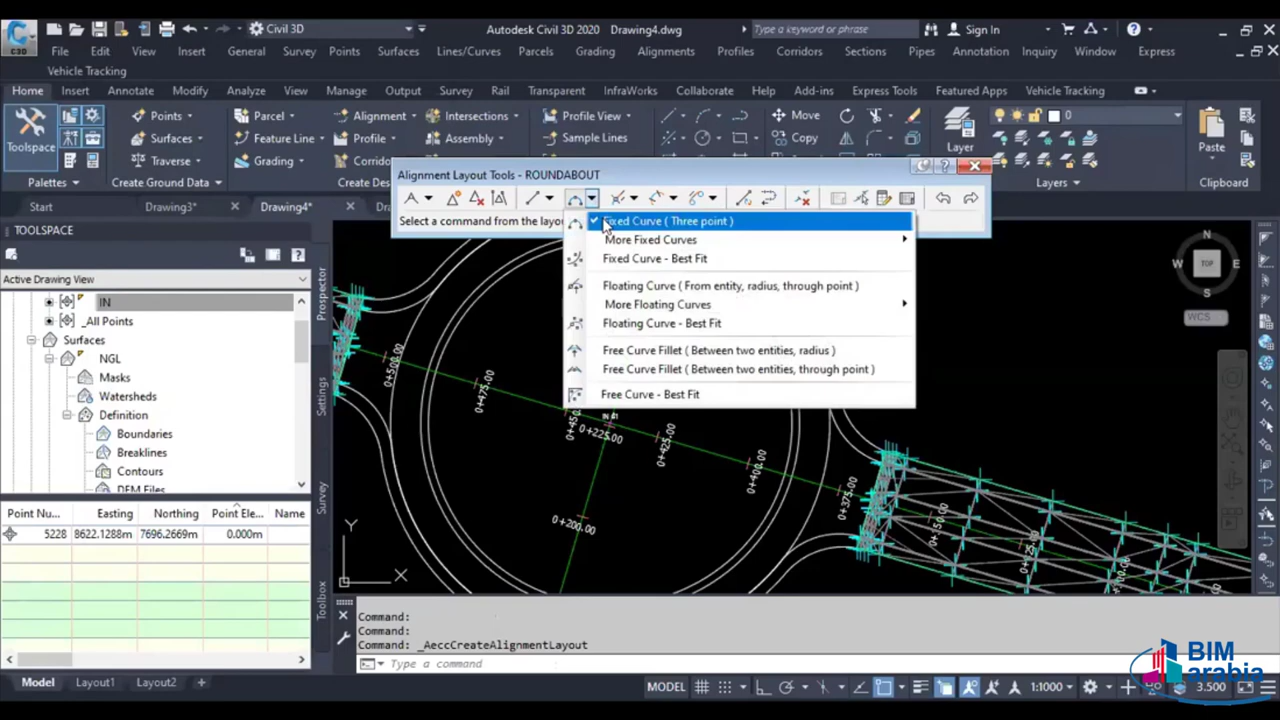 Civil 3D
Autodesk Civil 3D 2020 Drawing4.dwg
Type a keyword or phrase
Sign In
C3D
File Edit View Insert General Survey Points Surfaces Lines/Curves Parcels Grading Alignments Profiles Corridors Sections Pipes Annotation Inquiry Window Express
Vehicle Tracking
Home Insert Annotate Modify Analyze View Manage Output Survey Rail Transparent InfraWorks Collaborate Help Add-ins Express Tools Featured Apps Vehicle Tracking
Toolspace
Points
Surfaces
Traverse
Parcel
Feature Line
Grading
Alignment
Profile
Corrido
Intersections
Assembly
Profile View
Sample Lines
Move
Copy
Layer
0
Paste
Palettes
Create Ground Data
Create Des
Layers
Clipboard
Alignment Layout Tools - ROUNDABOUT
Select a command from the layou
Fixed Curve ( Three point )
More Fixed Curves
Fixed Curve - Best Fit
Floating Curve ( From entity, radius, through point )
More Floating Curves
Floating Curve - Best Fit
Free Curve Fillet ( Between two entities, radius )
Free Curve Fillet ( Between two entities, through point )
Free Curve - Best Fit
Start Drawing3* Drawing4*
TOOLSPACE
Active Drawing View
IN
_All Points
Surfaces
NGL
Masks
Watersheds
Definition
Boundaries
Breaklines
Contours
DEM Files
Prospector
Settings
Survey
Toolbox
Point Nu... Easting Northing Point Ele... Name
5228 8622.1288m 7696.2669m 0.000m
N
W TOP E
S
WCS
0+500.00
0+475.00
0+225.00
0+425.00
0+400.00
0+375.00
0+200.00
Y
X
Command:
Command:
Command: _AeccCreateAlignmentLayout
Type a command
Model Layout1 Layout2
MODEL
1:1000
3.500
BIM
arabia